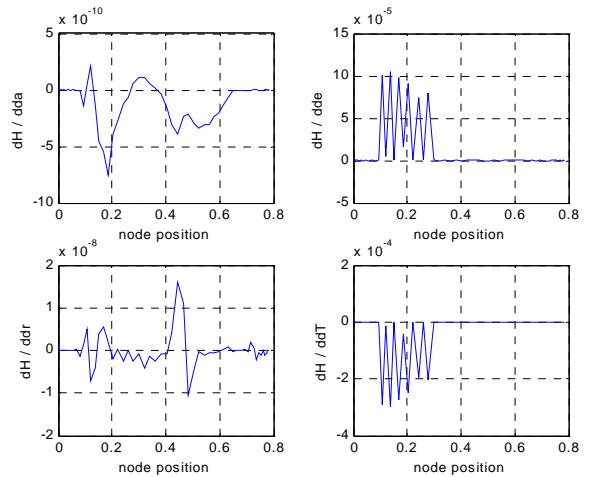 x 10^-10
5
0
-5
-10
dH / dda
0 0.2 0.4 0.6 0.8
node position
x 10^-5
15
10
5
0
-5
dH / dde
0 0.2 0.4 0.6 0.8
node position
x 10^-8
2
1
0
-1
-2
dH / ddr
0 0.2 0.4 0.6 0.8
node position
x 10^-4
2
0
-2
-4
dH / ddT
0 0.2 0.4 0.6 0.8
node position